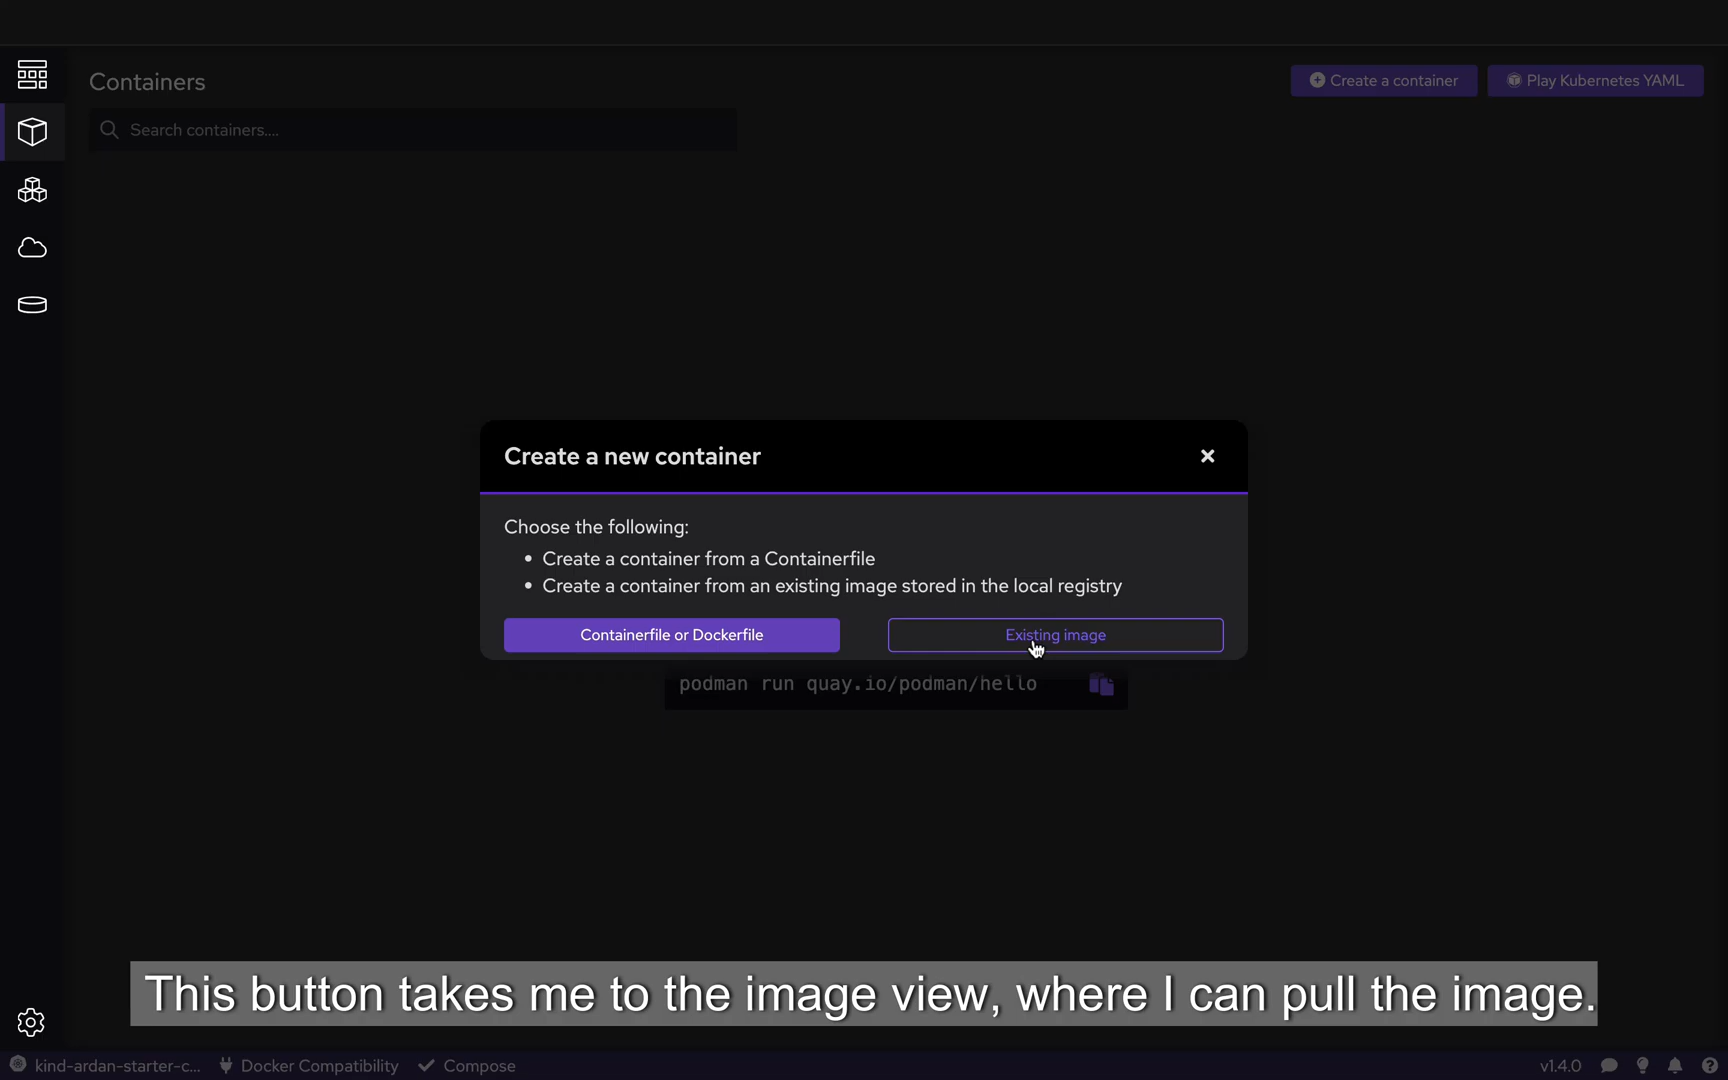 Containers
Create a container
Play Kubernetes YAML
Search containers....
Create a new container
Choose the following:
• Create a container from a Containerfile
• Create a container from an existing image stored in the local registry
Containerfile or Dockerfile
Existing image
podman run quay.io/podman/hello
This button takes me to the image view, where I can pull the image.
kind-ardan-starter-c...
Docker Compatibility
Compose
v1.4.0